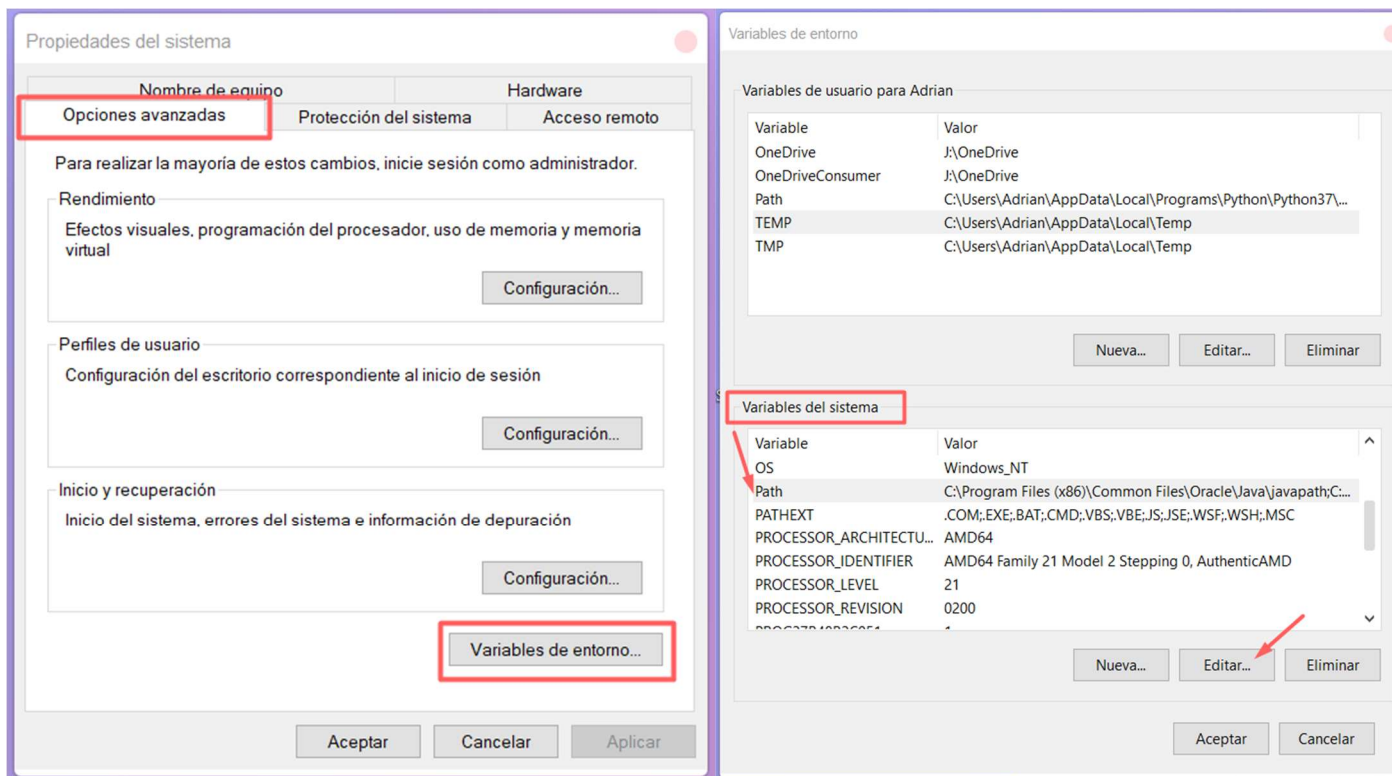 Propiedades del sistema
Nombre de equipo Hardware
Opciones avanzadas Protección del sistema Acceso remoto
Para realizar la mayoría de estos cambios, inicie sesión como administrador.
Rendimiento
Efectos visuales, programación del procesador, uso de memoria y memoria
virtual
Configuración...
Perfiles de usuario
Configuración del escritorio correspondiente al inicio de sesión
Configuración...
Inicio y recuperación
Inicio del sistema, errores del sistema e información de depuración
Configuración...
Variables de entorno...
Aceptar Cancelar Aplicar
Variables de entorno
Variables de usuario para Adrian
Variable Valor
OneDrive J:\OneDrive
OneDriveConsumer J:\OneDrive
Path C:\Users\Adrian\AppData\Local\Programs\Python\Python37\...
TEMP C:\Users\Adrian\AppData\Local\Temp
TMP C:\Users\Adrian\AppData\Local\Temp
Nueva... Editar... Eliminar
Variables del sistema
Variable Valor
OS Windows_NT
Path C:\Program Files (x86)\Common Files\Oracle\Java\javapath;C:...
PATHEXT .COM;.EXE;.BAT;.CMD;.VBS;.VBE;.JS;.JSE;.WSF;.WSH;.MSC
PROCESSOR_ARCHITECTU... AMD64
PROCESSOR_IDENTIFIER AMD64 Family 21 Model 2 Stepping 0, AuthenticAMD
PROCESSOR_LEVEL 21
PROCESSOR_REVISION 0200
Nueva... Editar... Eliminar
Aceptar Cancelar